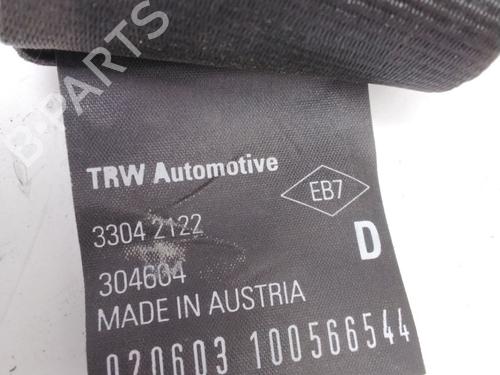 B-PARTS
TRW Automotive
EB7
3304 2122
D
304604
MADE IN AUSTRIA
020603 100566544